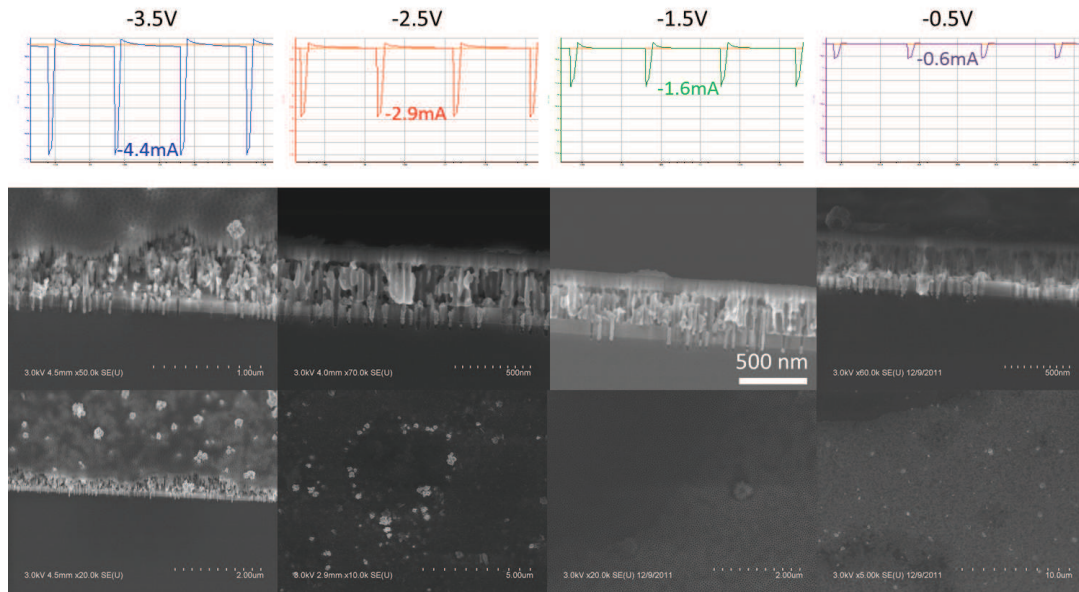 -3.5V
-2.5V
-1.5V
-0.5V
-4.4mA
-2.9mA
-1.6mA
-0.6mA
3.0kV 4.5mm x50.0k SE(U)
1.00um
3.0kV 4.0mm x70.0k SE(U)
500nm
500 nm
3.0kV x60.0k SE(U) 12/9/2011
500nm
3.0kV 4.5mm x20.0k SE(U)
2.00um
3.0kV 2.9mm x10.0k SE(U)
5.00um
3.0kV x20.0k SE(U) 12/9/2011
2.00um
3.0kV x5.00k SE(U) 12/9/2011
10.0um